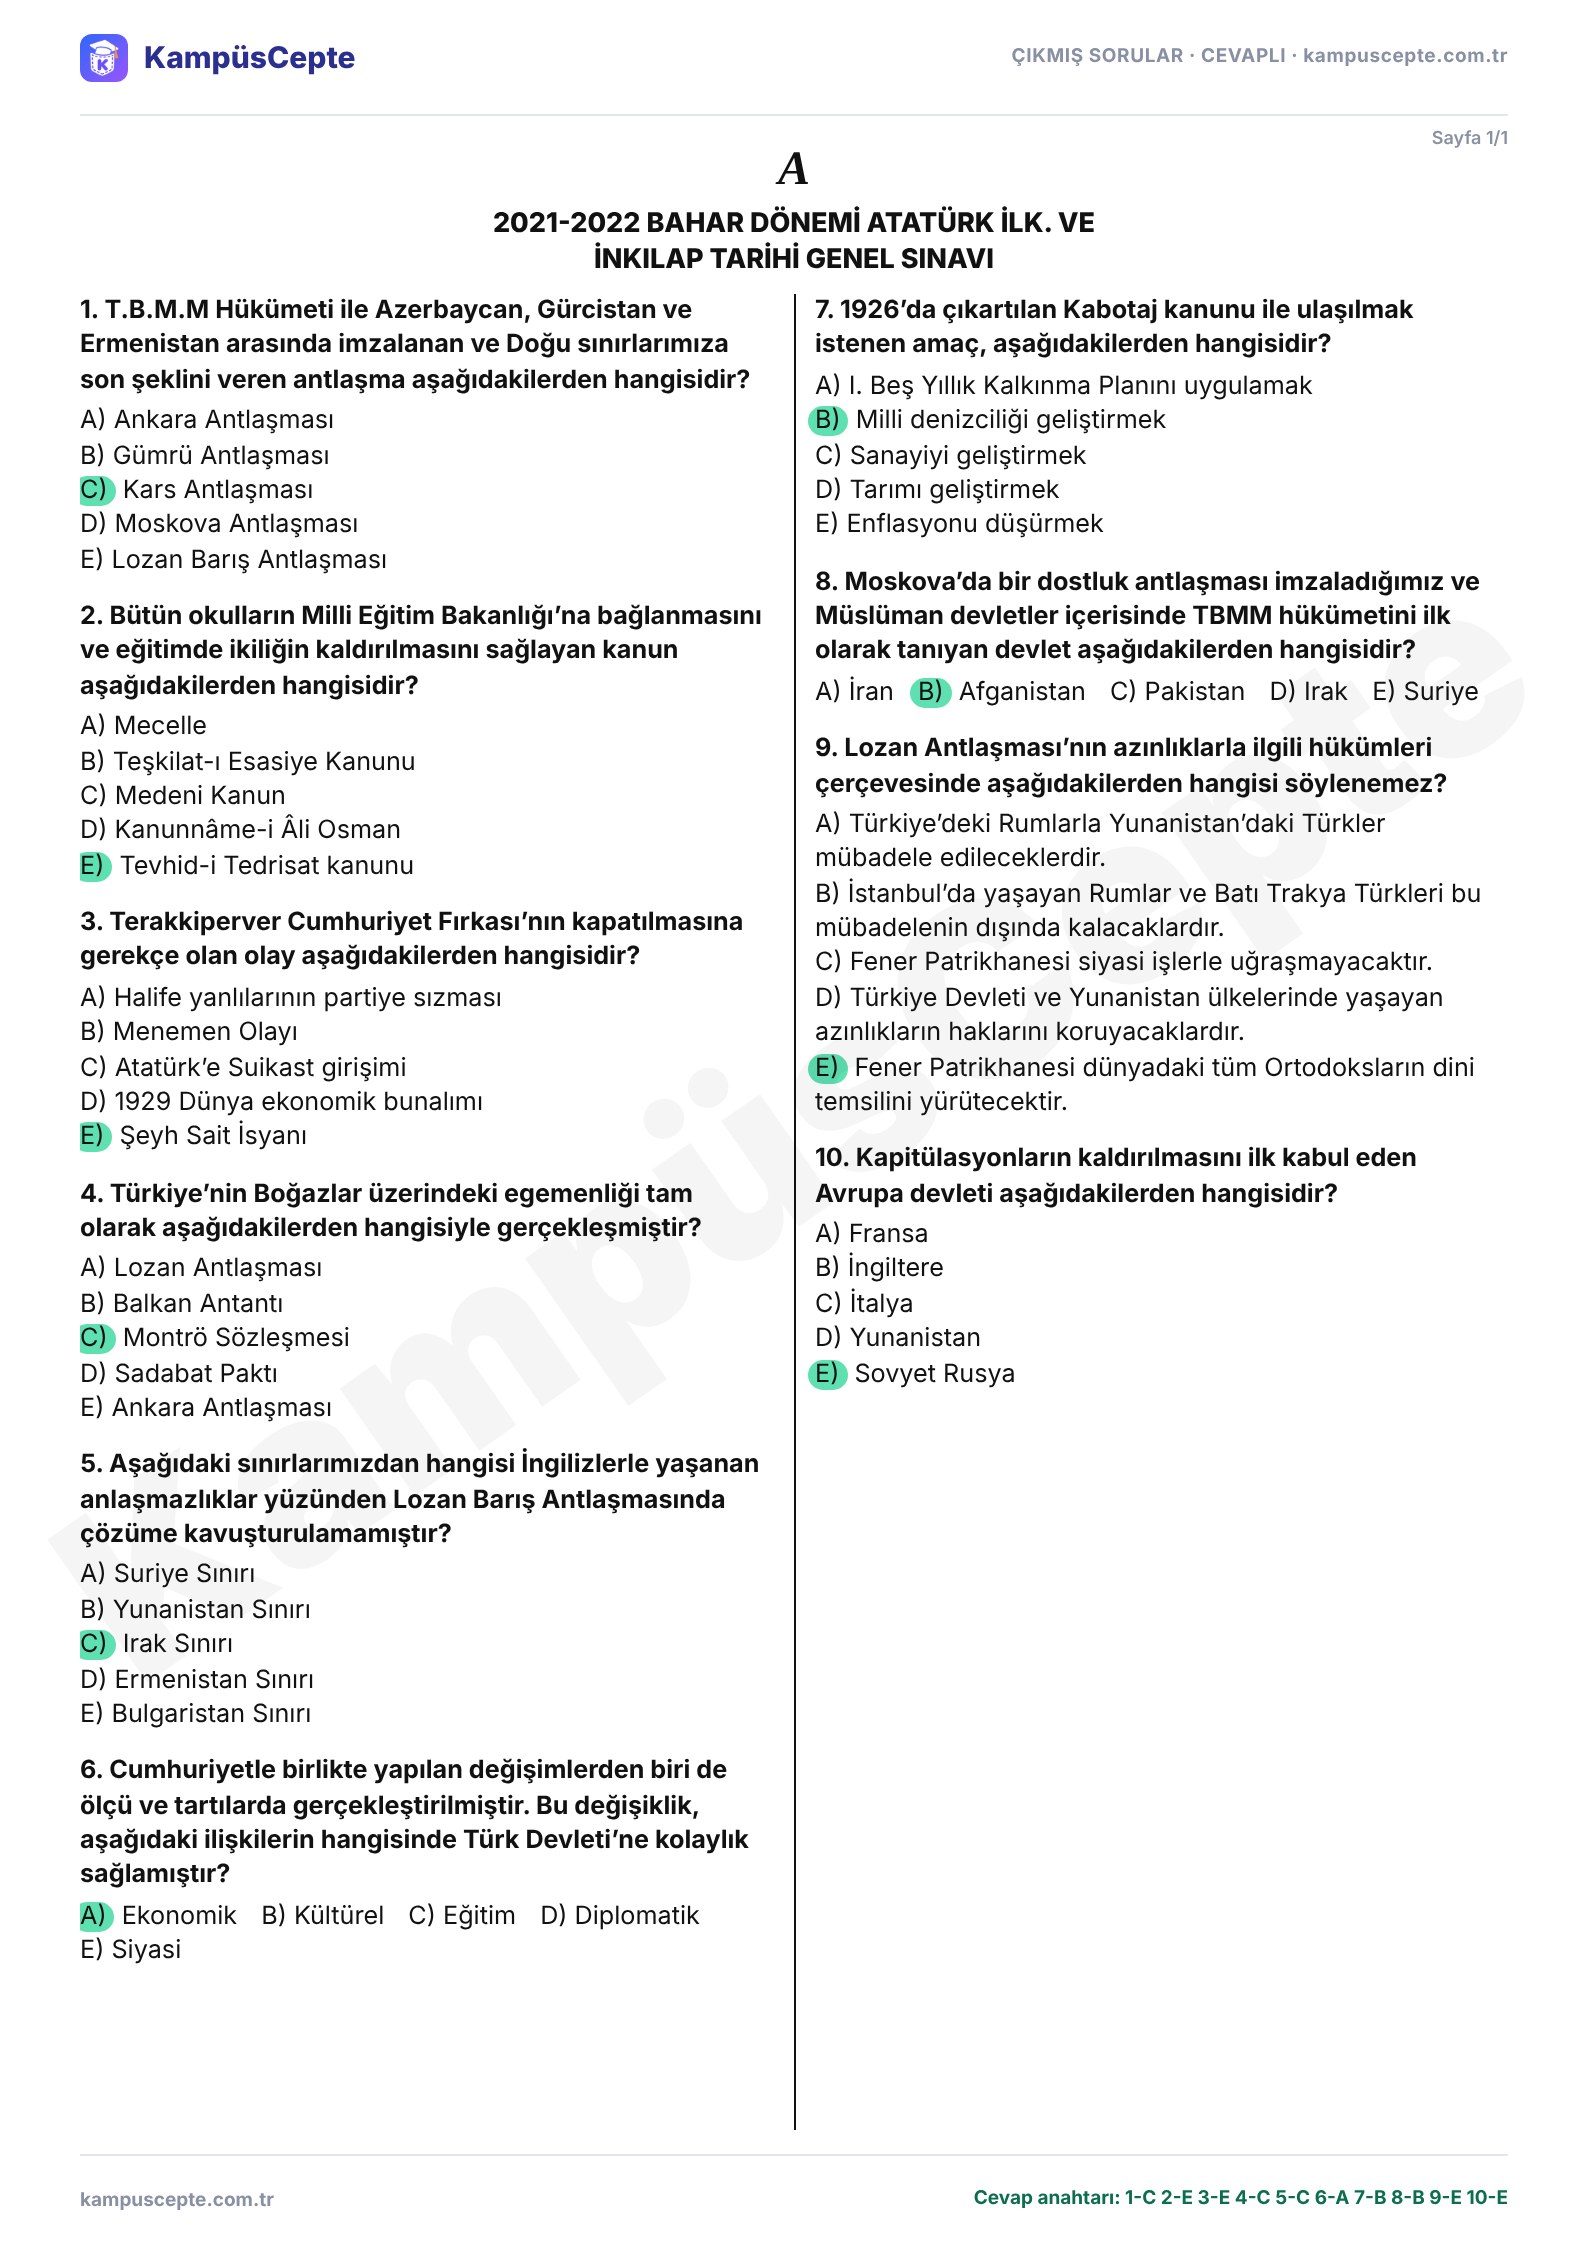 KampüsCepte
ÇIKMIŞ SORULAR · CEVAPLI · kampuscepte.com.tr
Sayfa 1/1
A
2021-2022 BAHAR DÖNEMİ ATATÜRK İLK. VE
İNKILAP TARİHİ GENEL SINAVI
1. T.B.M.M Hükümeti ile Azerbaycan, Gürcistan ve
Ermenistan arasında imzalanan ve Doğu sınırlarımıza
son şeklini veren antlaşma aşağıdakilerden hangisidir?
A) Ankara Antlaşması
B) Gümrü Antlaşması
C) Kars Antlaşması
D) Moskova Antlaşması
E) Lozan Barış Antlaşması
2. Bütün okulların Milli Eğitim Bakanlığı’na bağlanmasını
ve eğitimde ikiliğin kaldırılmasını sağlayan kanun
aşağıdakilerden hangisidir?
A) Mecelle
B) Teşkilat-ı Esasiye Kanunu
C) Medeni Kanun
D) Kanunnâme-i Âli Osman
E) Tevhid-i Tedrisat kanunu
3. Terakkiperver Cumhuriyet Fırkası’nın kapatılmasına
gerekçe olan olay aşağıdakilerden hangisidir?
A) Halife yanlılarının partiye sızması
B) Menemen Olayı
C) Atatürk’e Suikast girişimi
D) 1929 Dünya ekonomik bunalımı
E) Şeyh Sait İsyanı
4. Türkiye’nin Boğazlar üzerindeki egemenliği tam
olarak aşağıdakilerden hangisiyle gerçekleşmiştir?
A) Lozan Antlaşması
B) Balkan Antantı
C) Montrö Sözleşmesi
D) Sadabat Paktı
E) Ankara Antlaşması
5. Aşağıdaki sınırlarımızdan hangisi İngilizlerle yaşanan
anlaşmazlıklar yüzünden Lozan Barış Antlaşmasında
çözüme kavuşturulamamıştır?
A) Suriye Sınırı
B) Yunanistan Sınırı
C) Irak Sınırı
D) Ermenistan Sınırı
E) Bulgaristan Sınırı
6. Cumhuriyetle birlikte yapılan değişimlerden biri de
ölçü ve tartılarda gerçekleştirilmiştir. Bu değişiklik,
aşağıdaki ilişkilerin hangisinde Türk Devleti’ne kolaylık
sağlamıştır?
A) Ekonomik B) Kültürel C) Eğitim D) Diplomatik
E) Siyasi
7. 1926’da çıkartılan Kabotaj kanunu ile ulaşılmak
istenen amaç, aşağıdakilerden hangisidir?
A) I. Beş Yıllık Kalkınma Planını uygulamak
B) Milli denizciliği geliştirmek
C) Sanayiyi geliştirmek
D) Tarımı geliştirmek
E) Enflasyonu düşürmek
8. Moskova’da bir dostluk antlaşması imzaladığımız ve
Müslüman devletler içerisinde TBMM hükümetini ilk
olarak tanıyan devlet aşağıdakilerden hangisidir?
A) İran B) Afganistan C) Pakistan D) Irak E) Suriye
9. Lozan Antlaşması’nın azınlıklarla ilgili hükümleri
çerçevesinde aşağıdakilerden hangisi söylenemez?
A) Türkiye’deki Rumlarla Yunanistan’daki Türkler
mübadele edileceklerdir.
B) İstanbul’da yaşayan Rumlar ve Batı Trakya Türkleri bu
mübadelenin dışında kalacaklardır.
C) Fener Patrikhanesi siyasi işlerle uğraşmayacaktır.
D) Türkiye Devleti ve Yunanistan ülkelerinde yaşayan
azınlıkların haklarını koruyacaklardır.
E) Fener Patrikhanesi dünyadaki tüm Ortodoksların dini
temsilini yürütecektir.
10. Kapitülasyonların kaldırılmasını ilk kabul eden
Avrupa devleti aşağıdakilerden hangisidir?
A) Fransa
B) İngiltere
C) İtalya
D) Yunanistan
E) Sovyet Rusya
KampüsCepte
kampuscepte.com.tr
Cevap anahtarı: 1-C 2-E 3-E 4-C 5-C 6-A 7-B 8-B 9-E 10-E